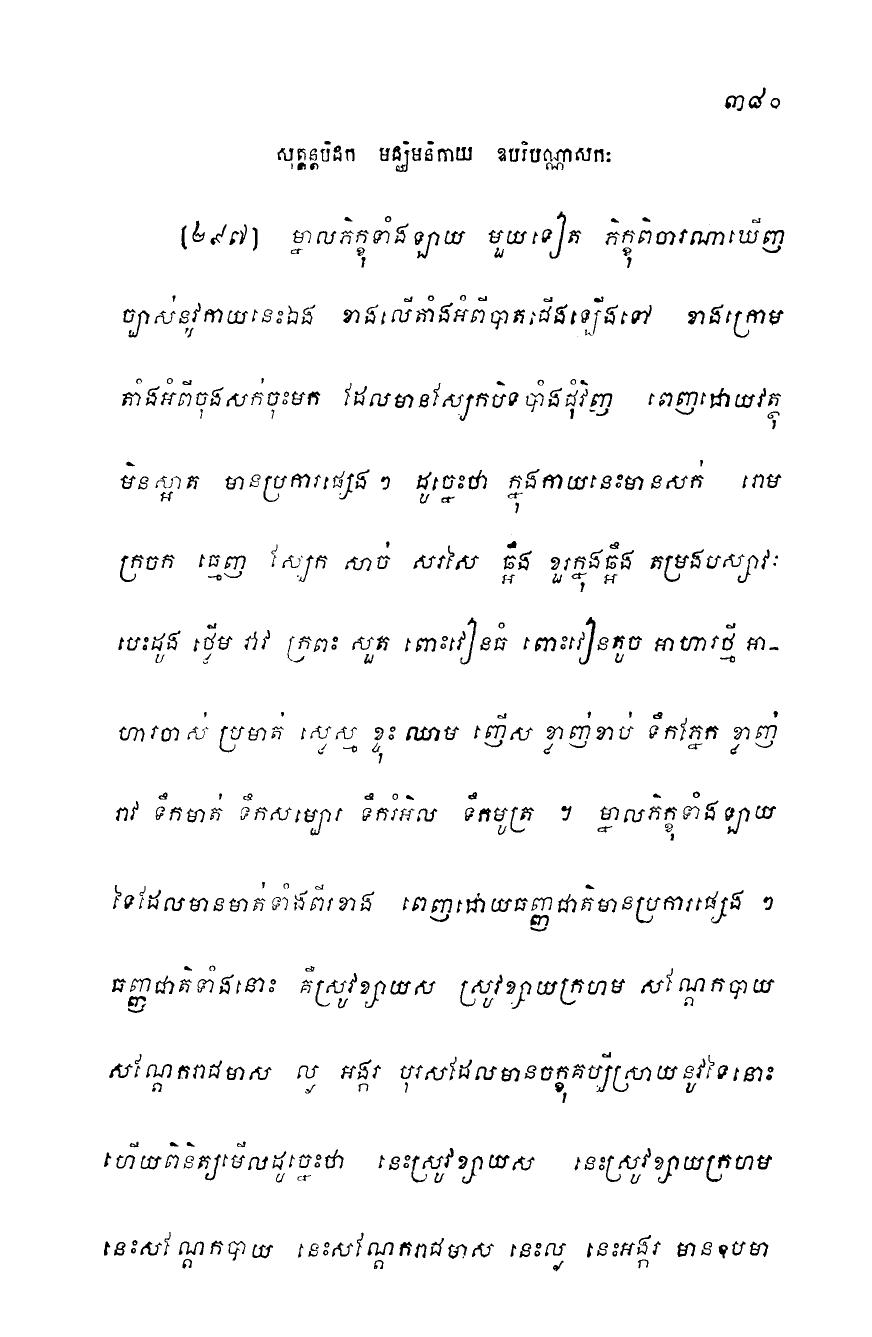 ៣៨០
សុត្តន្តបិដក មជ្ឈិមនិកាយ ឧបរិបណ្ណាសកៈ
[២៩៧] ម្នាលភិក្ខុទាំងឡាយ មួយទៀត ភិក្ខុពិចារណាឃើញ
ច្បាស់នូវកាយនេះឯង ខាងលើតាំងអំពីបាតជើងឡើងទៅ ខាងក្រោម
តាំងអំពីចុងសក់ចុះមក ដែលមានស្បែកបិទបាំងជុំវិញ ពេញដោយវត្ថុ
មិនស្អាត មានប្រការផ្សេង ៗ ដូច្នេះថា ក្នុងកាយនេះមានសក់ រោម
ក្រចក ធ្មេញ ស្បែក សាច់ សរសៃ ឆ្អឹង ខួរក្នុងឆ្អឹង តម្រងបស្សាវៈ
បេះដូង ថ្លើម វាវ ក្រពះ សួត ពោះវៀនធំ ពោះវៀនតូច អាហារថ្មី អា-
ហារចាស់ ប្រមាត់ ស្លេស្ម ខ្ទុះ ឈាម ញើស ខ្លាញ់ខាប់ ទឹកភ្នែក ខ្លាញ់
រាវ ទឹកមាត់ ទឹកសម្បោរ ទឹករំអិល ទឹកមូត្រ ។ ម្នាលភិក្ខុទាំងឡាយ
ថៃដែលមានមាត់ទាំងពីរខាង ពេញដោយធញ្ញជាតិមានប្រការផ្សេង ៗ
ធញ្ញជាតិទាំងនោះ គឺស្រូវខ្សាយស ស្រូវខ្សាយក្រហម សណ្តែកបាយ
សណ្តែករាជមាស ល្ង អង្ករ បុរសដែលមានចក្ខុគប្បីស្រាយនូវថៃនោះ
ហើយពិនិត្យមើលដូច្នេះថា នេះស្រូវខ្សាយស នេះស្រូវខ្សាយក្រហម
នេះសណ្តែកបាយ នេះសណ្តែករាជមាស នេះល្ង នេះអង្ករ មានឧបមា